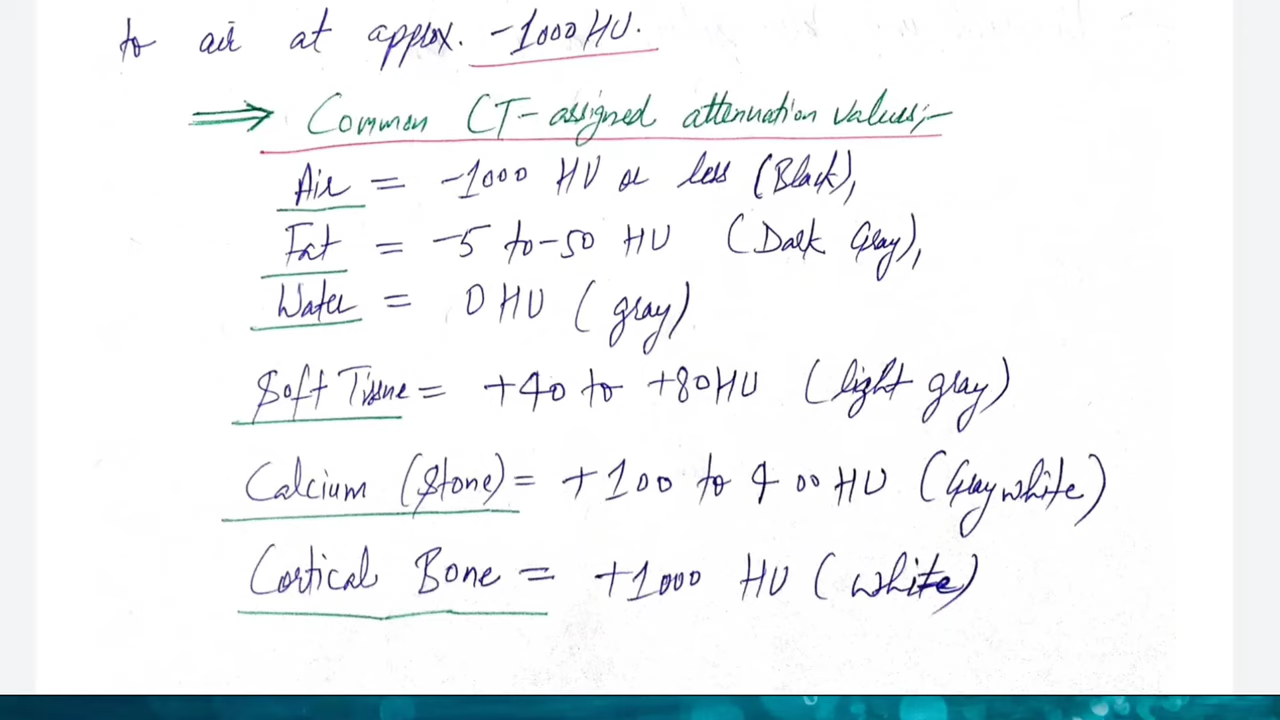 to air at approx. -1000 HU.
⇒ Common CT-assigned attenuation values;-
Air = -1000 HU or less (Black),
Fat = -5 to -50 HU (Dark Gray),
Water = 0 HU (gray)
Soft Tissue = +40 to +80 HU (light gray)
Calcium (Stone) = +100 to 400 HU (Gray white)
Cortical Bone = +1000 HU (white)